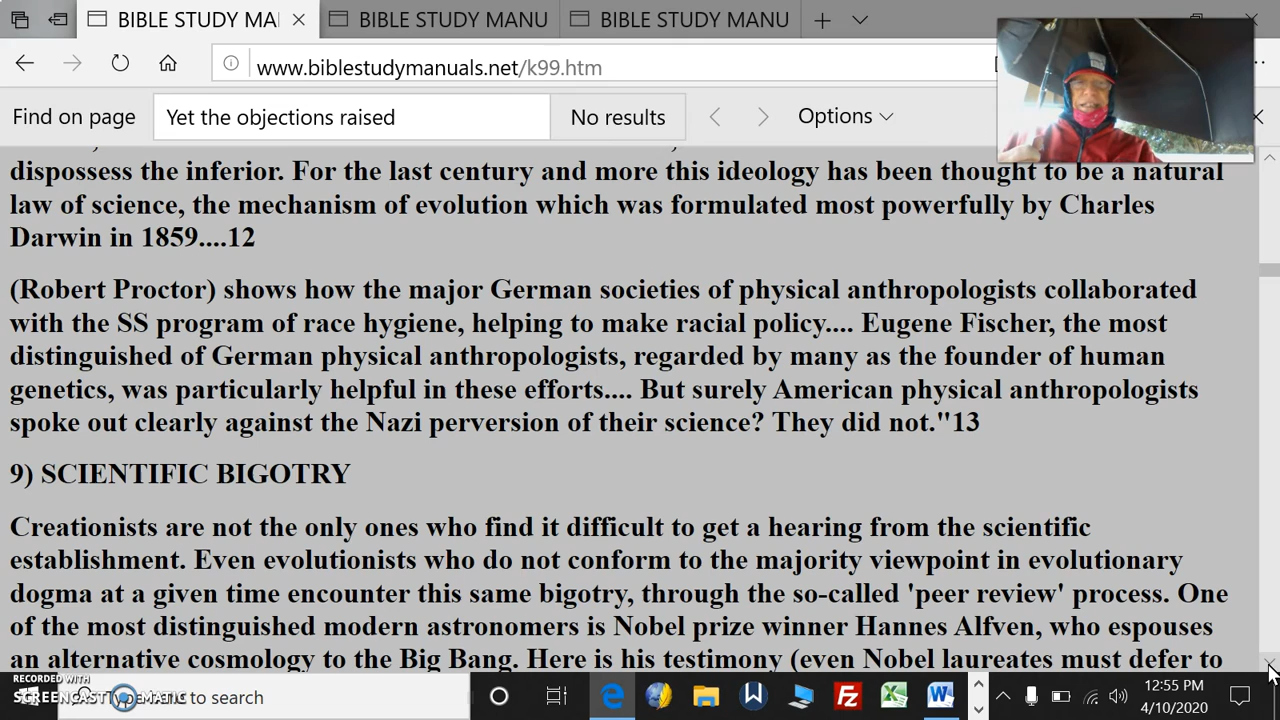 BIBLE STUDY MA
BIBLE STUDY MANU
BIBLE STUDY MANU
www.biblestudymanuals.net/k99.htm
Find on page
Yet the objections raised
No results
Options
dispossess the inferior. For the last century and more this ideology has been thought to be a natural
law of science, the mechanism of evolution which was formulated most powerfully by Charles
Darwin in 1859....12
(Robert Proctor) shows how the major German societies of physical anthropologists collaborated
with the SS program of race hygiene, helping to make racial policy.... Eugene Fischer, the most
distinguished of German physical anthropologists, regarded by many as the founder of human
genetics, was particularly helpful in these efforts.... But surely American physical anthropologists
spoke out clearly against the Nazi perversion of their science? They did not."13
9) SCIENTIFIC BIGOTRY
Creationists are not the only ones who find it difficult to get a hearing from the scientific
establishment. Even evolutionists who do not conform to the majority viewpoint in evolutionary
dogma at a given time encounter this same bigotry, through the so-called 'peer review' process. One
of the most distinguished modern astronomers is Nobel prize winner Hannes Alfven, who espouses
an alternative cosmology to the Big Bang. Here is his testimony (even Nobel laureates must defer to
RECORDED WITH
SCREENCAST-O-MATIC
Type here to search
12:55 PM
4/10/2020